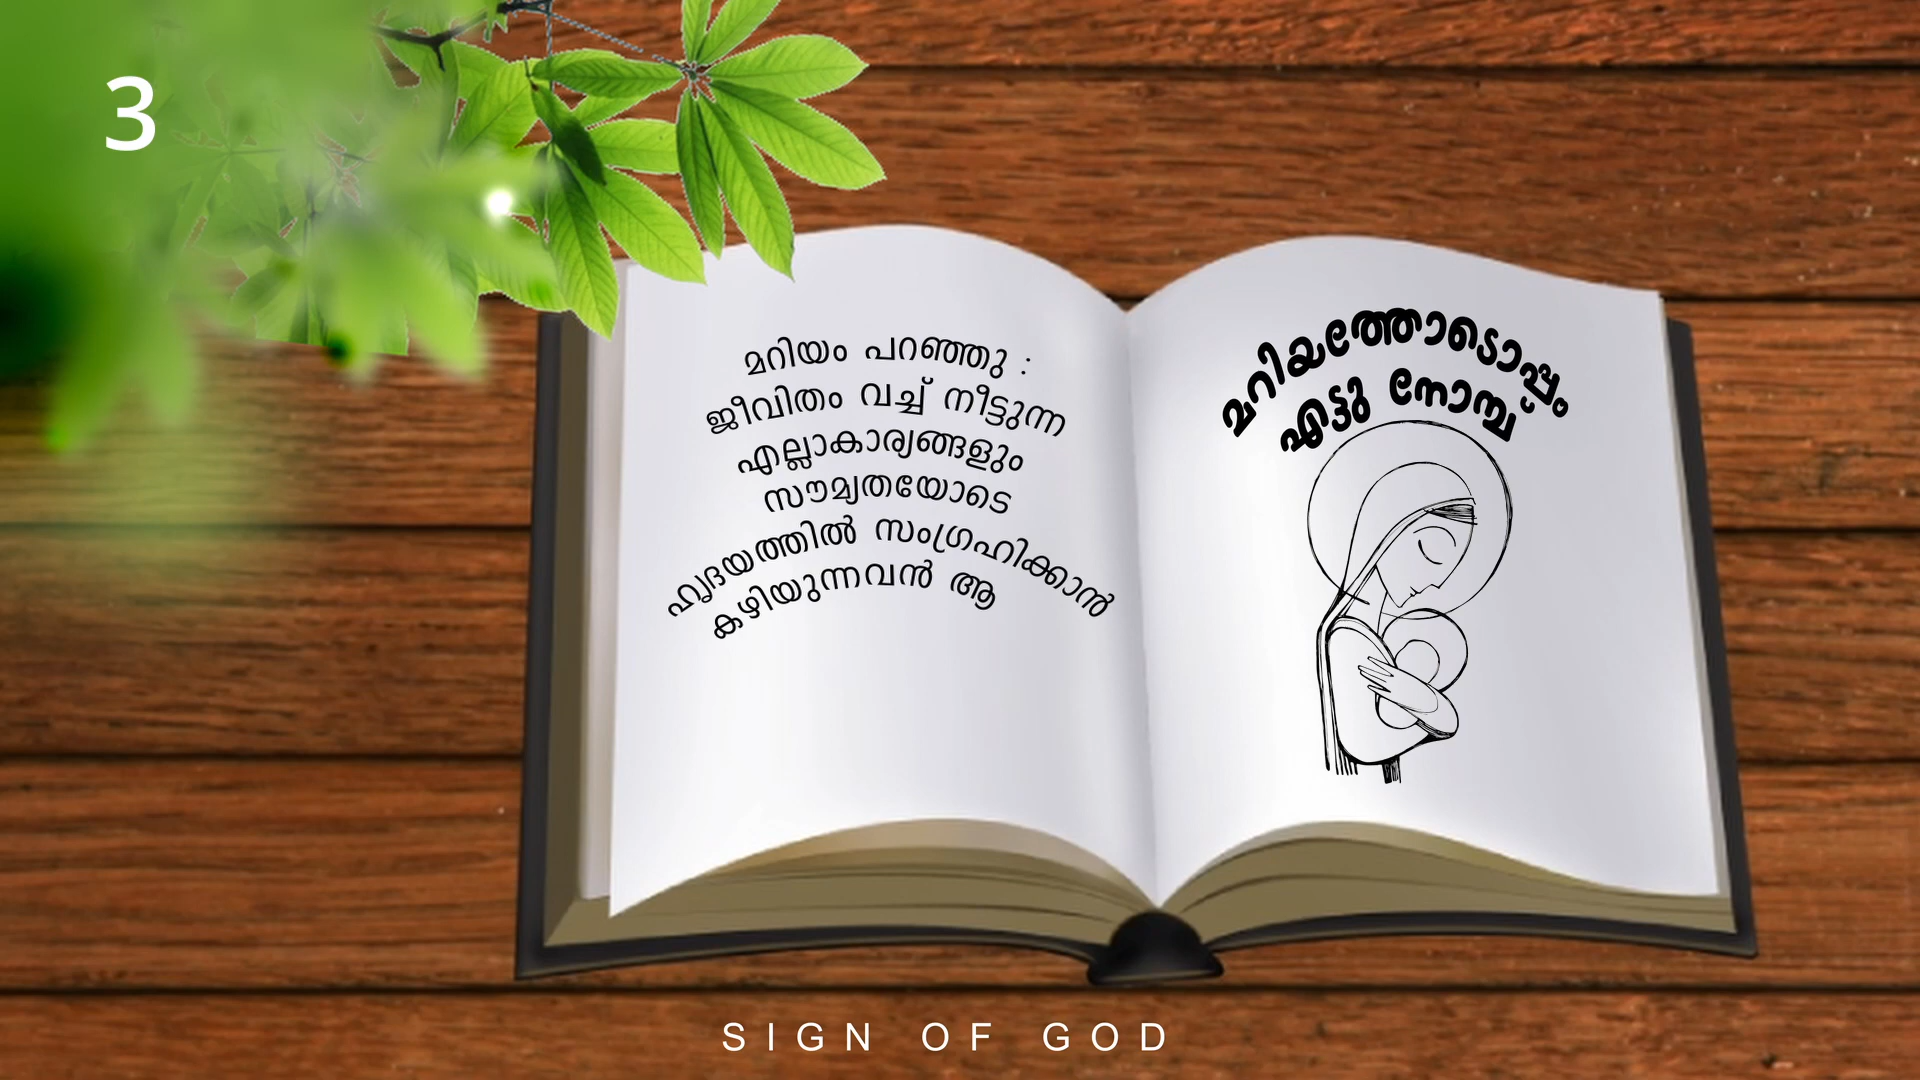 3
മറിയം പറഞ്ഞു :
ജീവിതം വച്ച് നീട്ടുന്ന
എല്ലാകാര്യങ്ങളും
സൗമ്യതയോടെ
ഹൃദയത്തിൽ സംഗ്രഹിക്കാൻ
കഴിയുന്നവൻ ആ
മറിയത്തോടൊപ്പം
എട്ടു നോമ്പ്
SIGN OF GOD